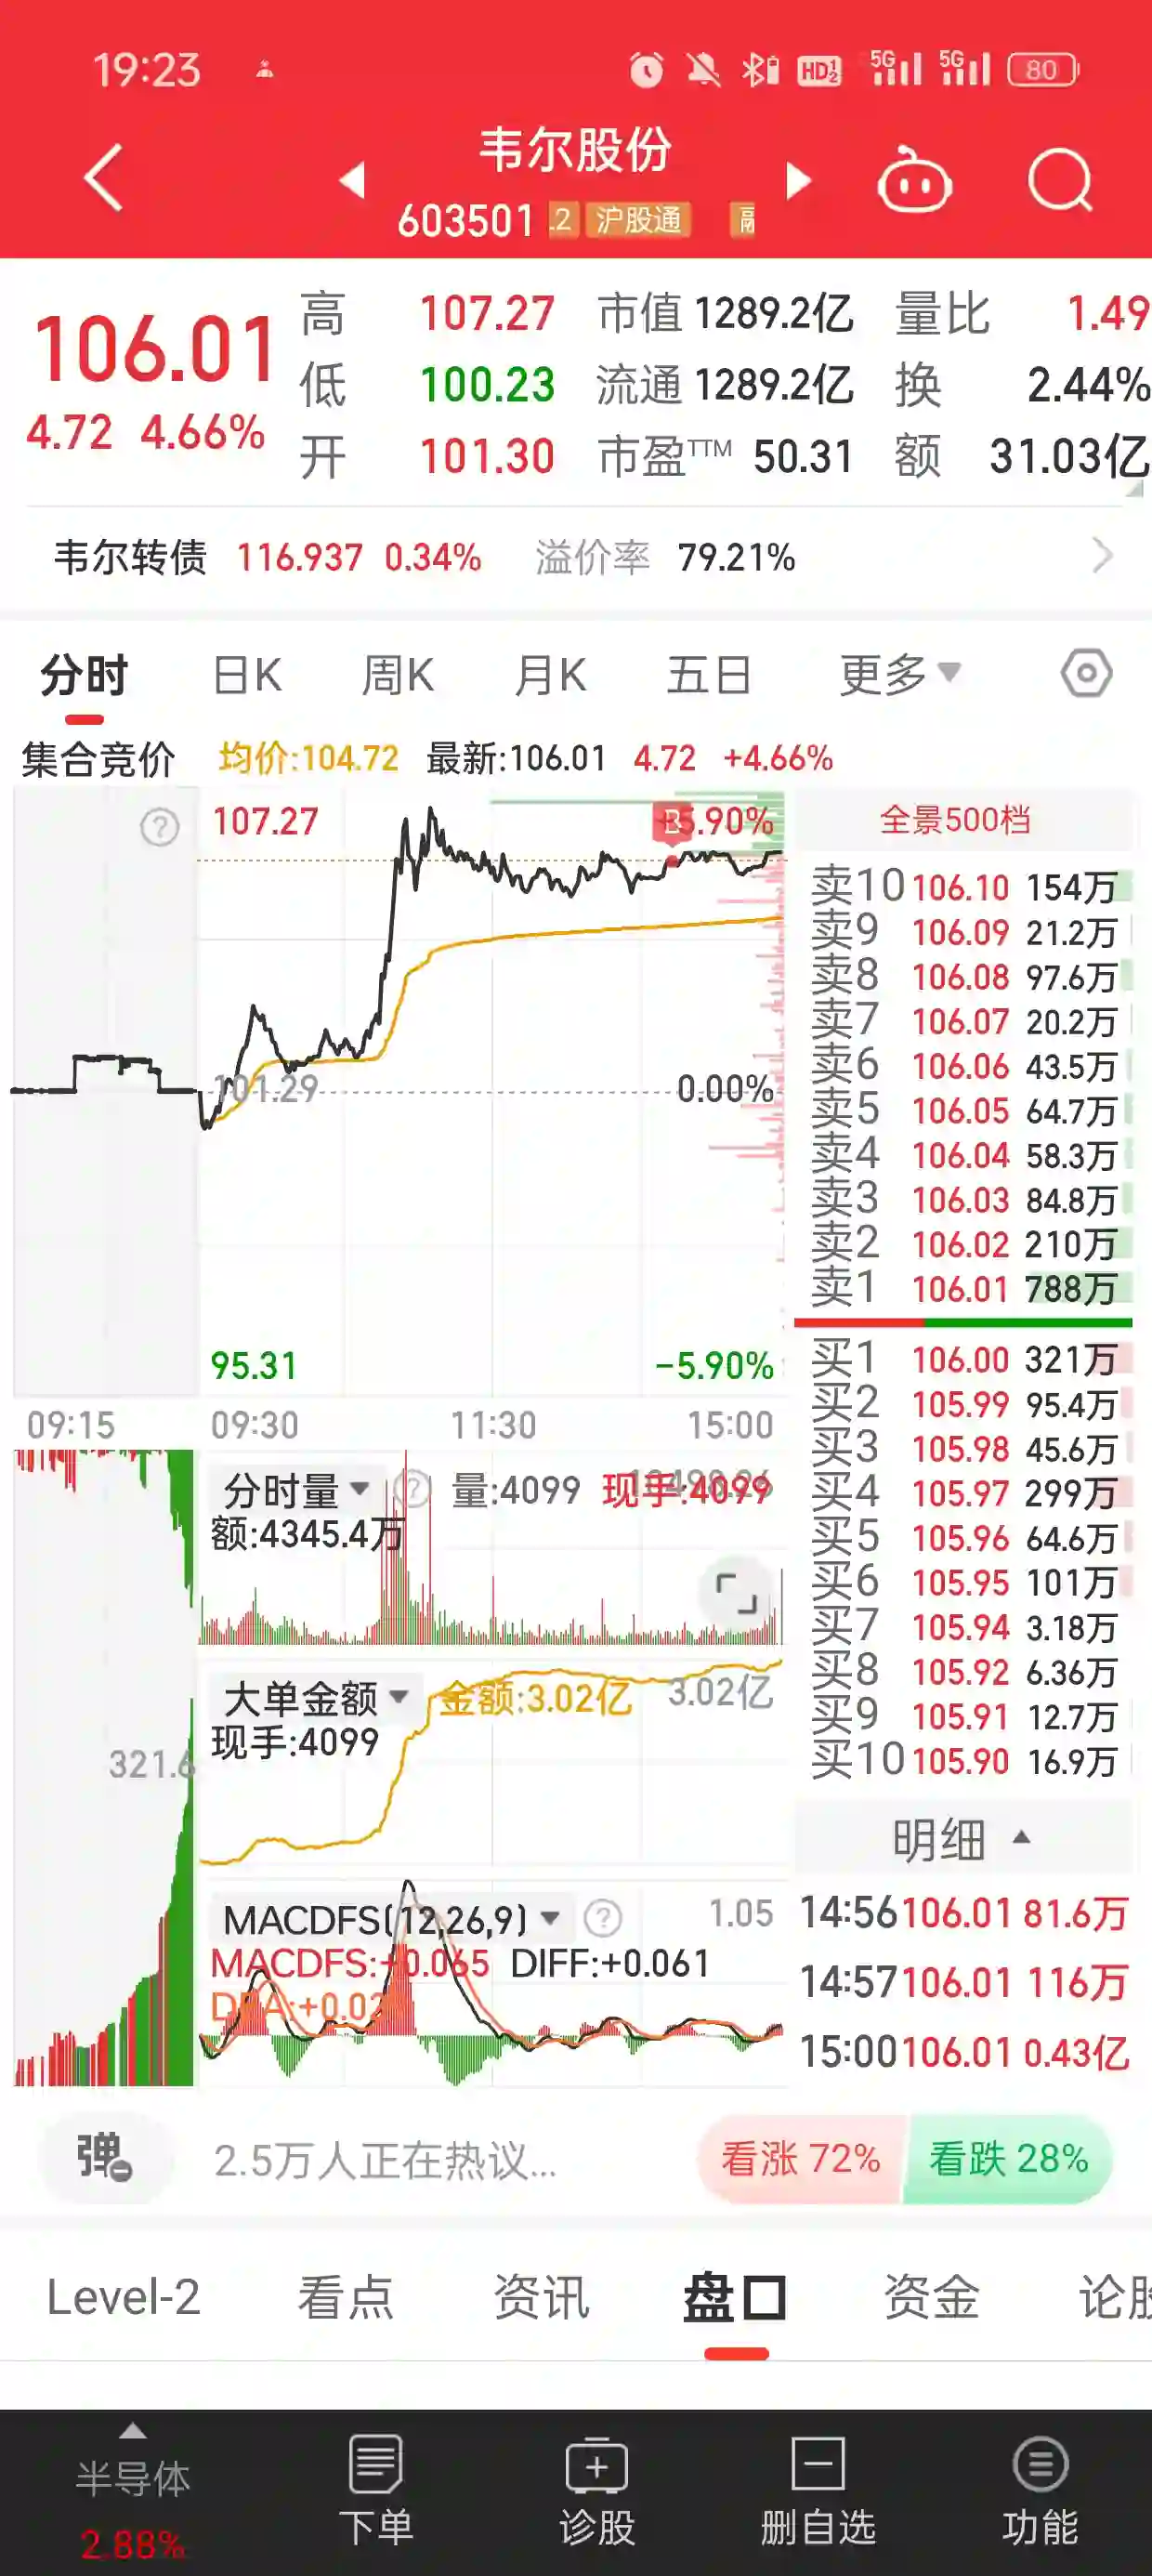 19:23
HD 1 2 5G 5G 80
韦尔股份
603501 .2 沪股通
106.01
4.72 4.66%
高 107.27 市值 1289.2亿 量比 1.49
低 100.23 流通 1289.2亿 换 2.44%
开 101.30 市盈TTM 50.31 额 31.03亿
韦尔转债 116.937 0.34% 溢价率 79.21%
分时 日K 周K 月K 五日 更多
集合竞价 均价:104.72 最新:106.01 4.72 +4.66%
107.27 B 5.90%
101.29 0.00%
95.31 -5.90%
09:15 09:30 11:30 15:00
全景500档
卖10 106.10 154万
卖9 106.09 21.2万
卖8 106.08 97.6万
卖7 106.07 20.2万
卖6 106.06 43.5万
卖5 106.05 64.7万
卖4 106.04 58.3万
卖3 106.03 84.8万
卖2 106.02 210万
卖1 106.01 788万
买1 106.00 321万
买2 105.99 95.4万
买3 105.98 45.6万
买4 105.97 299万
买5 105.96 64.6万
买6 105.95 101万
买7 105.94 3.18万
买8 105.92 6.36万
买9 105.91 12.7万
买10 105.90 16.9万
分时量 量:4099 现手:4099
额:4345.4万
大单金额 金额:3.02亿 3.02亿
现手:4099
321.6
MACDFS(12,26,9) 1.05
MACDFS:+0.065 DIFF:+0.061
明细
14:56 106.01 81.6万
14:57 106.01 116万
15:00 106.01 0.43亿
弹 2.5万人正在热议... 看涨 72% 看跌 28%
Level-2 看点 资讯 盘口 资金 论股
半导体 下单 诊股 删自选 功能
2.88%